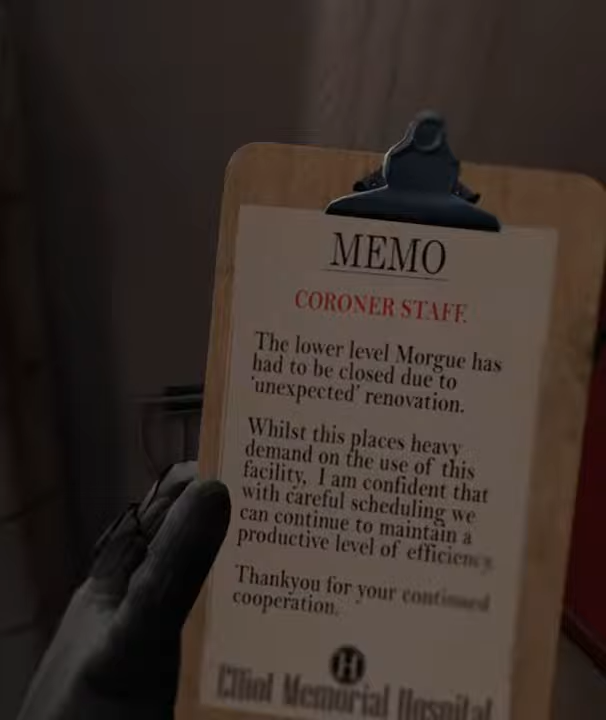 MEMO
CORONER STAFF.
The lower level Morgue has
had to be closed due to
'unexpected' renovation.
Whilst this places heavy
demand on the use of this
facility, I am confident that
with careful scheduling we
can continue to maintain a
productive level of efficiency
Thankyou for your continued
cooperation.
H
Elliot Memorial Hospital